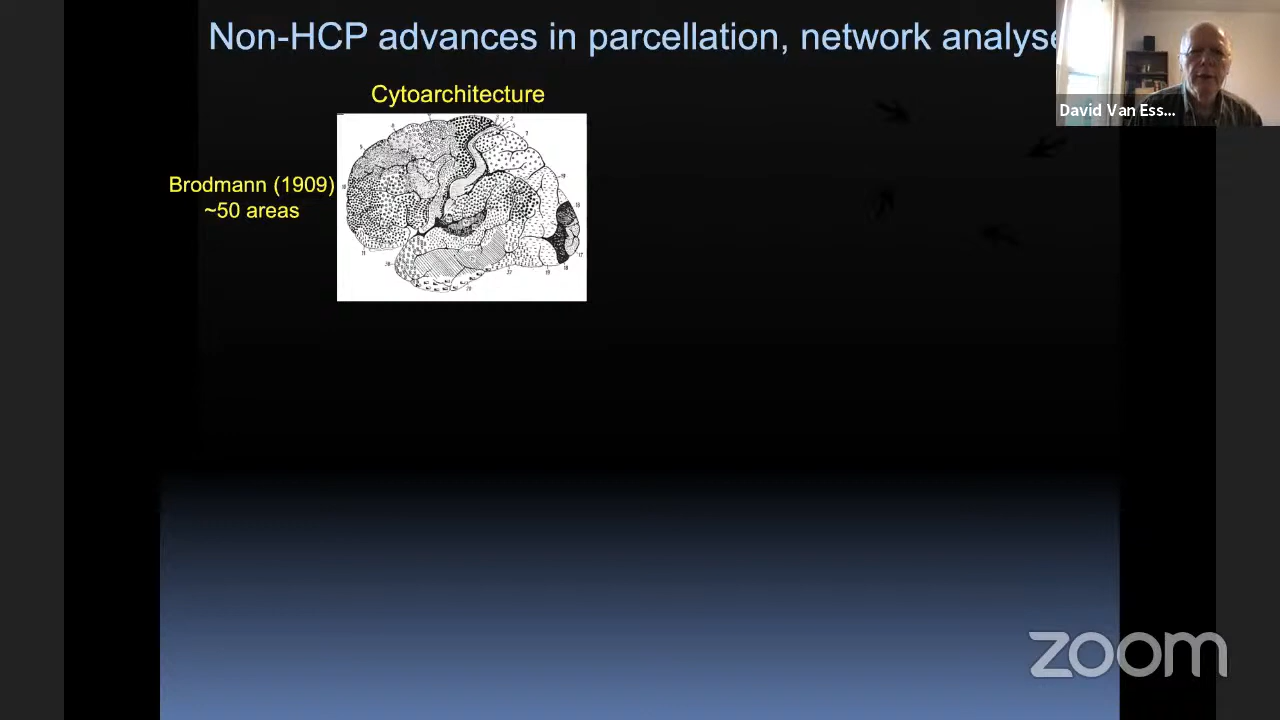 Non-HCP advances in parcellation, network analyse
David Van Ess...
Cytoarchitecture
Brodmann (1909)
~50 areas
zoom